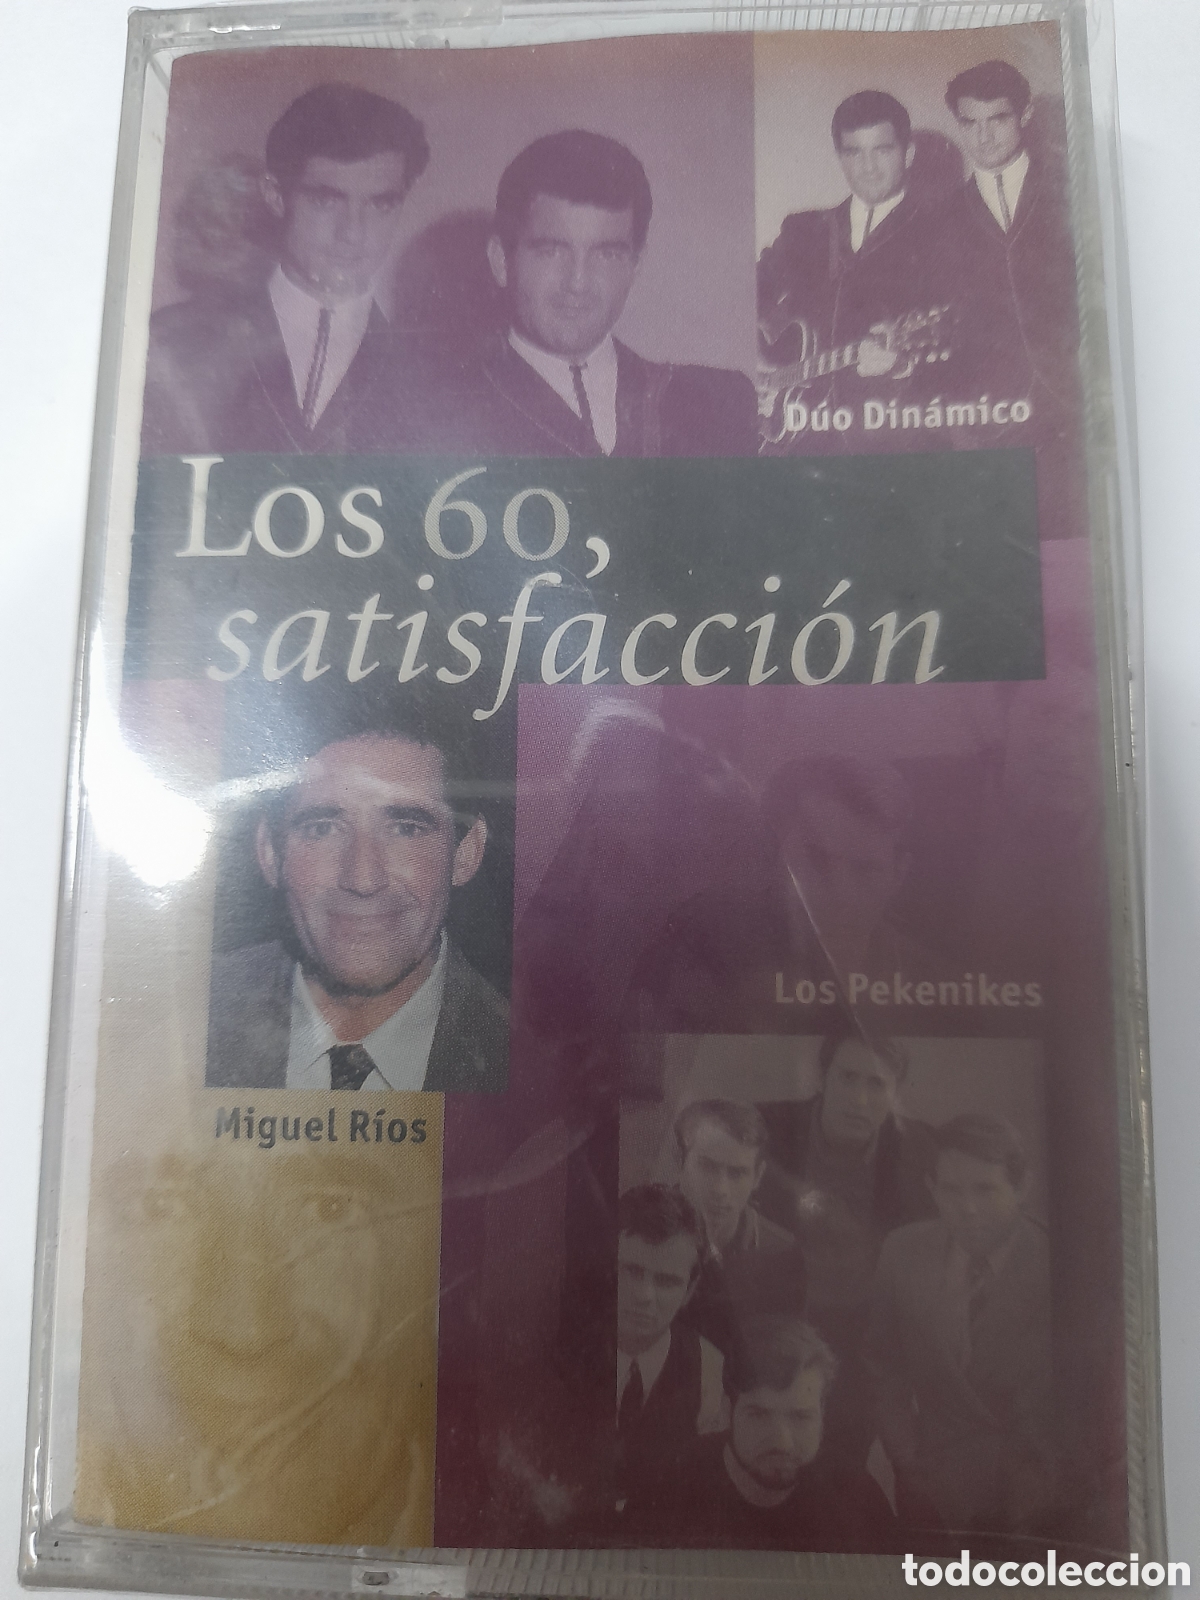 Dúo Dinámico
Los 60,
satisfacción
Los Pekenikes
Miguel Ríos
todocoleccion